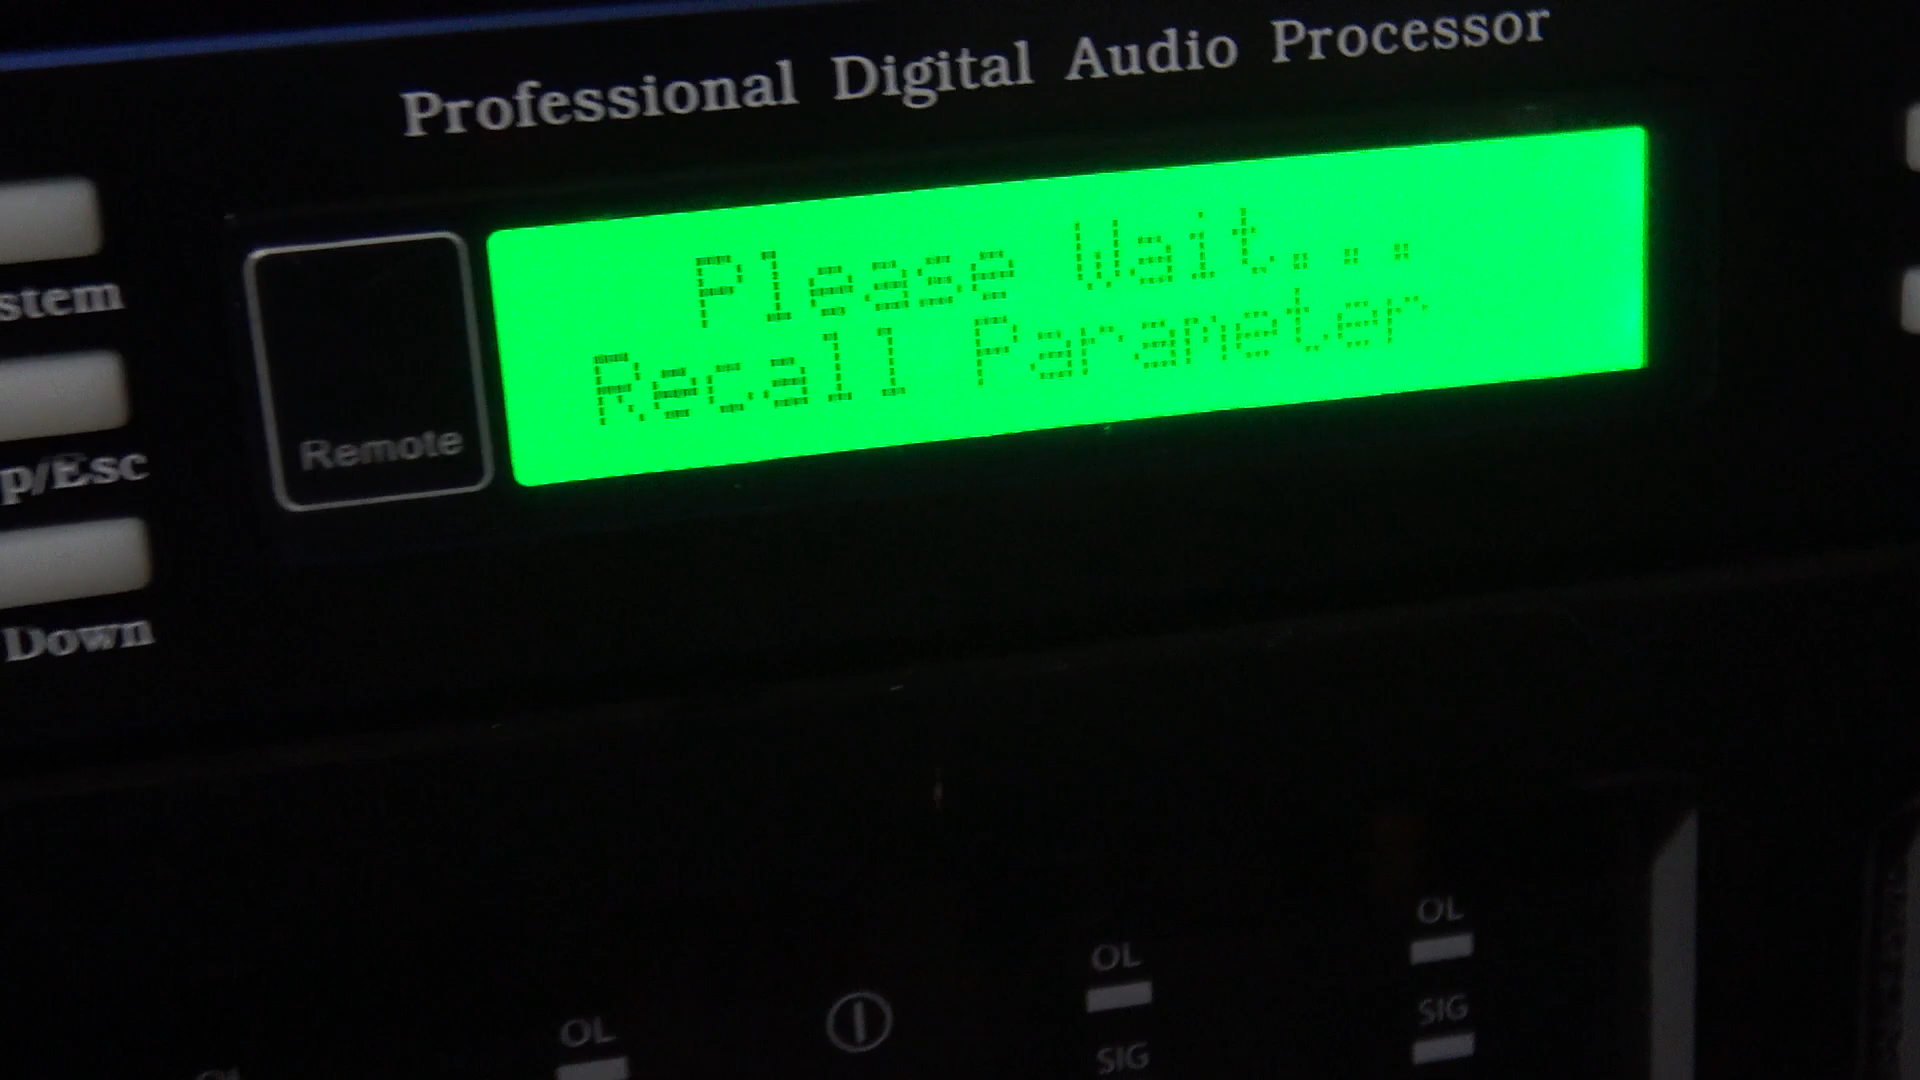 Professional Digital Audio Processor
Please Wait...
Recall Parameter
stem
Remote
p/Esc
Down
OL
OL
OL
SIG
SIG